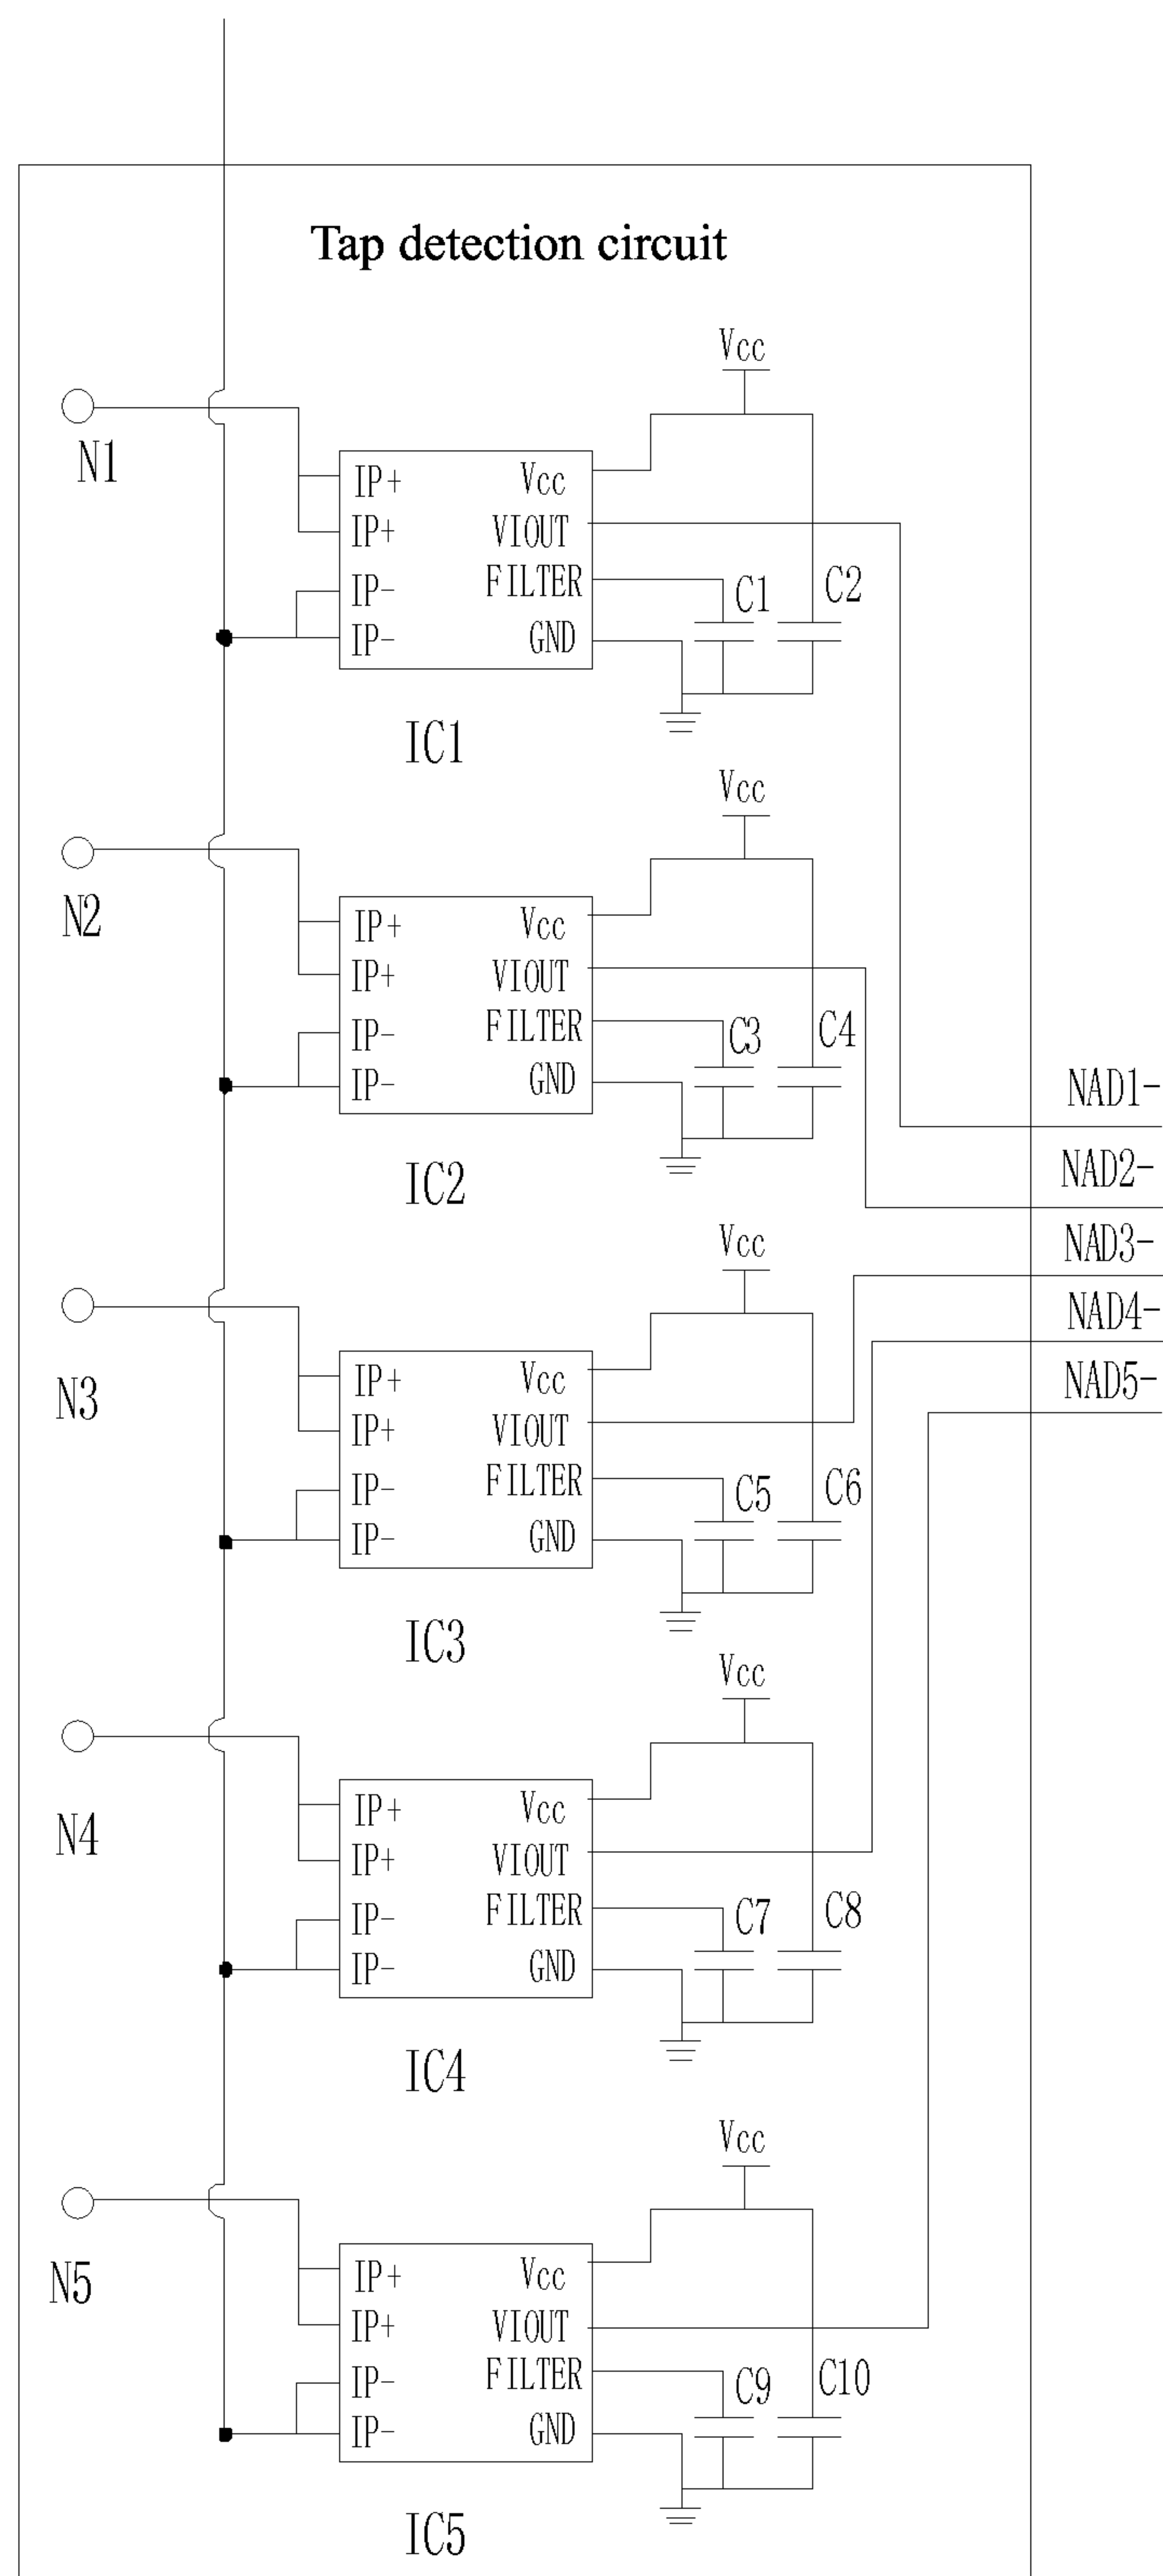 Tap detection circuit
Vcc
N1
IP+ Vcc
IP+ VIOUT
IP- FILTER C1 C2
IP- GND
IC1
Vcc
N2
IP+ Vcc
IP+ VIOUT
IP- FILTER C3 C4
IP- GND
NAD1-
IC2
NAD2-
Vcc
NAD3-
NAD4-
N3
IP+ Vcc
NAD5-
IP+ VIOUT
IP- FILTER C5 C6
IP- GND
IC3
Vcc
N4
IP+ Vcc
IP+ VIOUT
IP- FILTER C7 C8
IP- GND
IC4
Vcc
N5
IP+ Vcc
IP+ VIOUT
IP- FILTER C9 C10
IP- GND
IC5